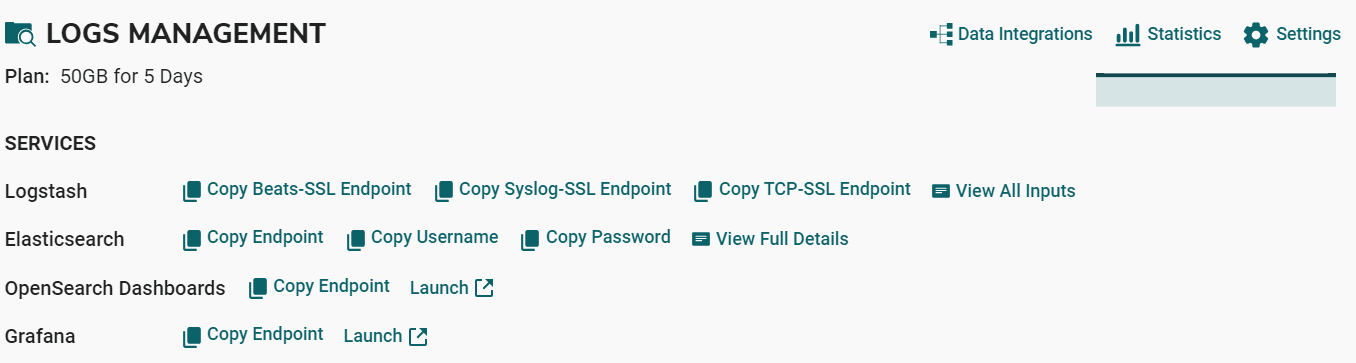 LOGS MANAGEMENT Data Integrations Statistics Settings
Plan: 50GB for 5 Days
SERVICES
Logstash Copy Beats-SSL Endpoint Copy Syslog-SSL Endpoint Copy TCP-SSL Endpoint View All Inputs
Elasticsearch Copy Endpoint Copy Username Copy Password View Full Details
OpenSearch Dashboards Copy Endpoint Launch
Grafana Copy Endpoint Launch